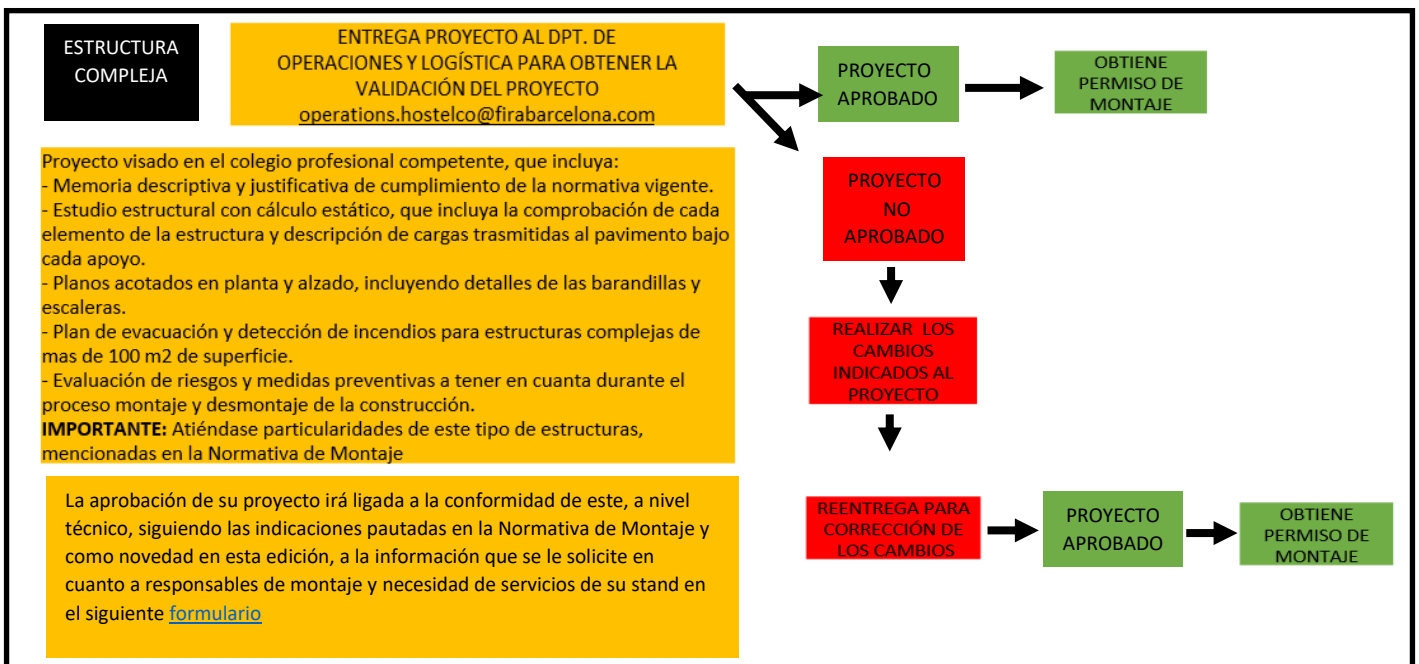 ESTRUCTURA
COMPLEJA
ENTREGA PROYECTO AL DPT. DE
OPERACIONES Y LOGÍSTICA PARA OBTENER LA
VALIDACIÓN DEL PROYECTO
operations.hostelco@firabarcelona.com
PROYECTO
APROBADO
OBTIENE
PERMISO DE
MONTAJE
Proyecto visado en el colegio profesional competente, que incluya:
- Memoria descriptiva y justificativa de cumplimiento de la normativa vigente.
- Estudio estructural con cálculo estático, que incluya la comprobación de cada
elemento de la estructura y descripción de cargas trasmitidas al pavimento bajo
cada apoyo.
- Planos acotados en planta y alzado, incluyendo detalles de las barandillas y
escaleras.
- Plan de evacuación y detección de incendios para estructuras complejas de
mas de 100 m2 de superficie.
- Evaluación de riesgos y medidas preventivas a tener en cuanta durante el
proceso montaje y desmontaje de la construcción.
IMPORTANTE: Atiéndase particularidades de este tipo de estructuras,
mencionadas en la Normativa de Montaje
PROYECTO
NO
APROBADO
REALIZAR LOS
CAMBIOS
INDICADOS AL
PROYECTO
La aprobación de su proyecto irá ligada a la conformidad de este, a nivel
técnico, siguiendo las indicaciones pautadas en la Normativa de Montaje y
como novedad en esta edición, a la información que se le solicite en
cuanto a responsables de montaje y necesidad de servicios de su stand en
el siguiente formulario
REENTREGA PARA
CORRECCIÓN DE
LOS CAMBIOS
PROYECTO
APROBADO
OBTIENE
PERMISO DE
MONTAJE